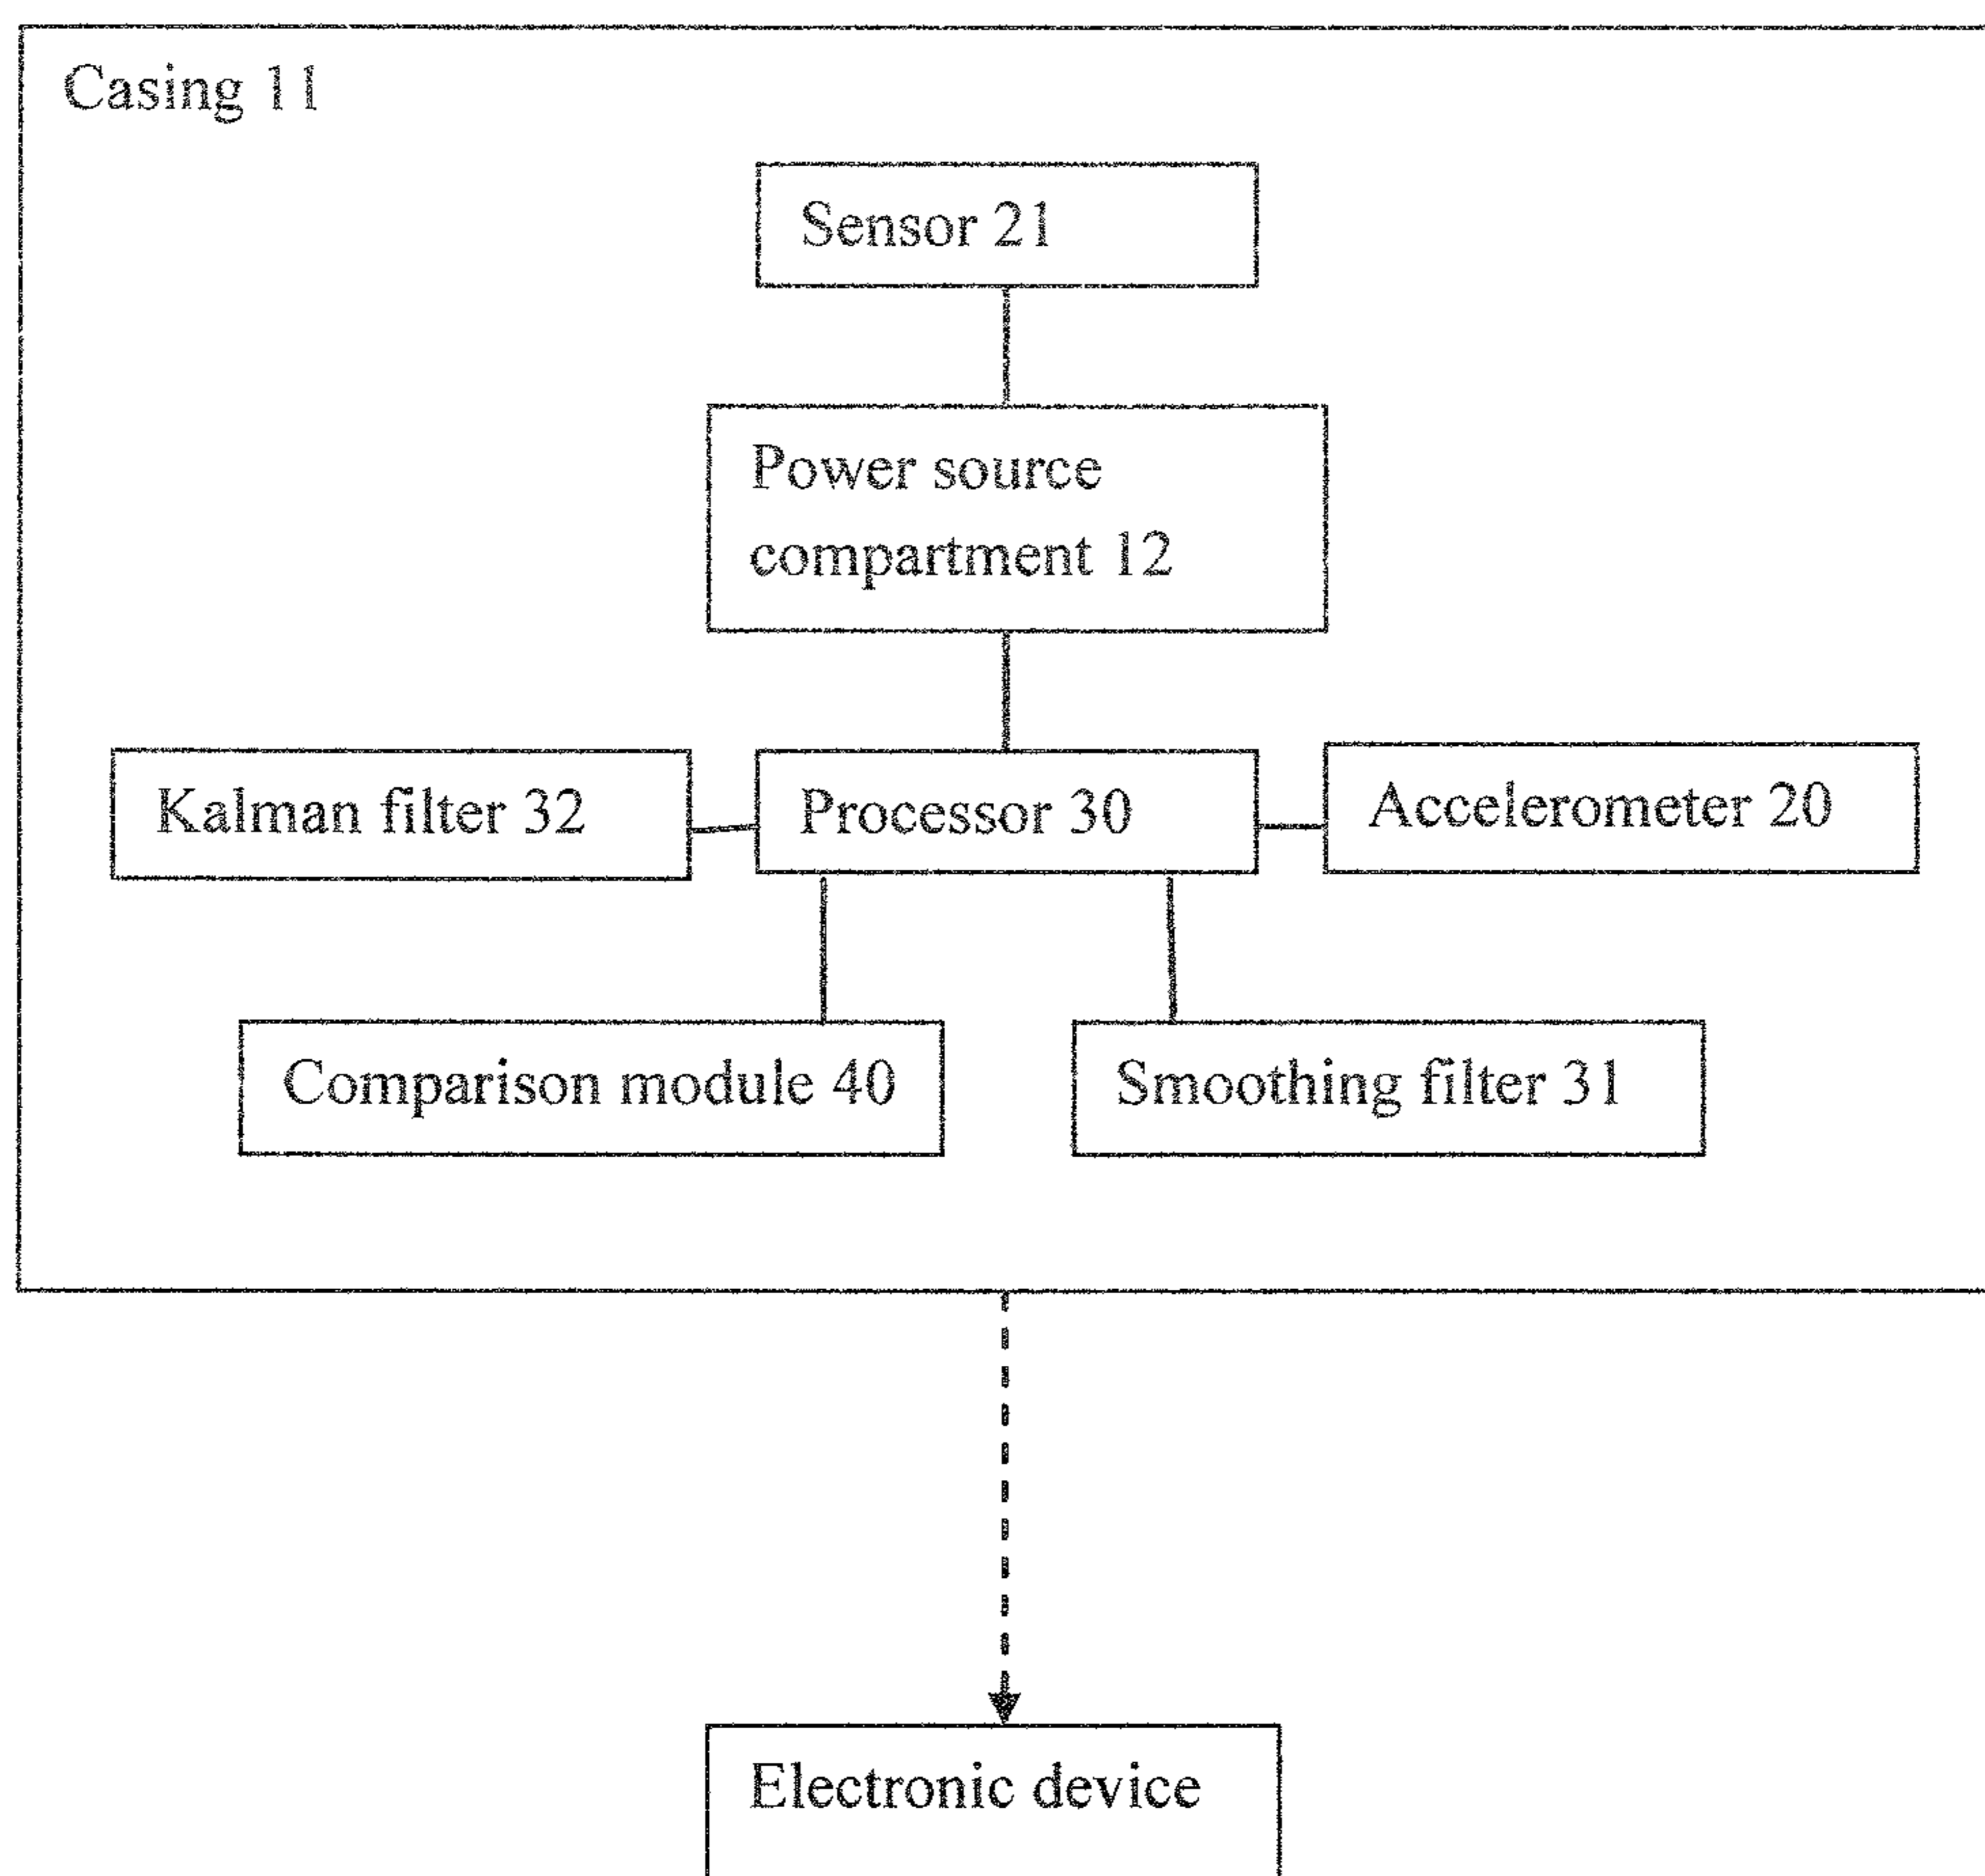 Casing 11
Sensor 21
Power source
compartment 12
Kalman filter 32
Processor 30
Accelerometer 20
Comparison module 40
Smoothing filter 31
Electronic device